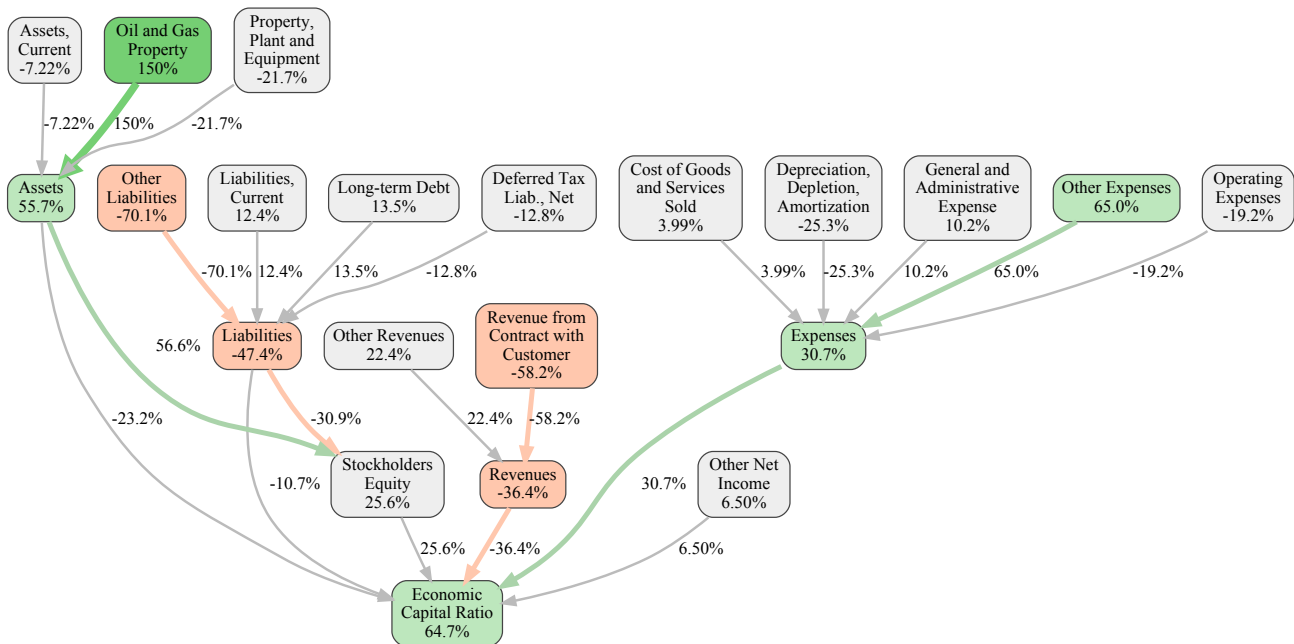 Assets,
Current
-7.22%
Oil and Gas
Property
150%
Property,
Plant and
Equipment
-21.7%
-7.22%
150%
-21.7%
Assets
55.7%
Other
Liabilities
-70.1%
Liabilities,
Current
12.4%
Long-term Debt
13.5%
Deferred Tax
Liab., Net
-12.8%
Cost of Goods
and Services
Sold
3.99%
Depreciation,
Depletion,
Amortization
-25.3%
General and
Administrative
Expense
10.2%
Other Expenses
65.0%
Operating
Expenses
-19.2%
-70.1%
12.4%
13.5%
-12.8%
3.99%
-25.3%
10.2%
65.0%
-19.2%
56.6%
Liabilities
-47.4%
Other Revenues
22.4%
Revenue from
Contract with
Customer
-58.2%
Expenses
30.7%
-23.2%
-30.9%
22.4%
-58.2%
-10.7%
Stockholders
Equity
25.6%
Revenues
-36.4%
30.7%
Other Net
Income
6.50%
25.6%
-36.4%
6.50%
Economic
Capital Ratio
64.7%